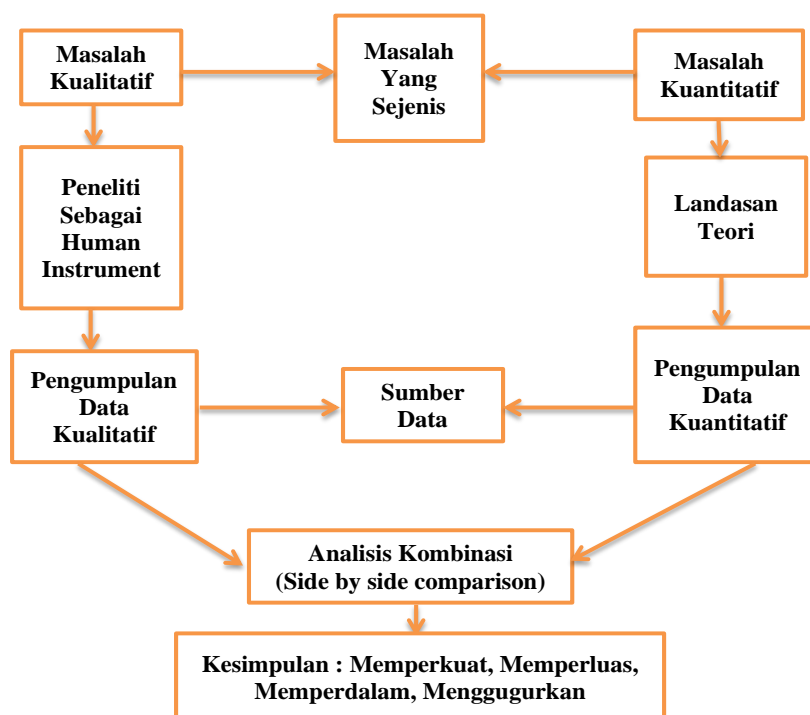 Masalah
Kualitatif
Masalah
Yang
Sejenis
Masalah
Kuantitatif
Peneliti
Sebagai
Human
Instrument
Landasan
Teori
Pengumpulan
Data
Kualitatif
Sumber
Data
Pengumpulan
Data
Kuantitatif
Analisis Kombinasi
(Side by side comparison)
Kesimpulan : Memperkuat, Memperluas,
Memperdalam, Menggugurkan